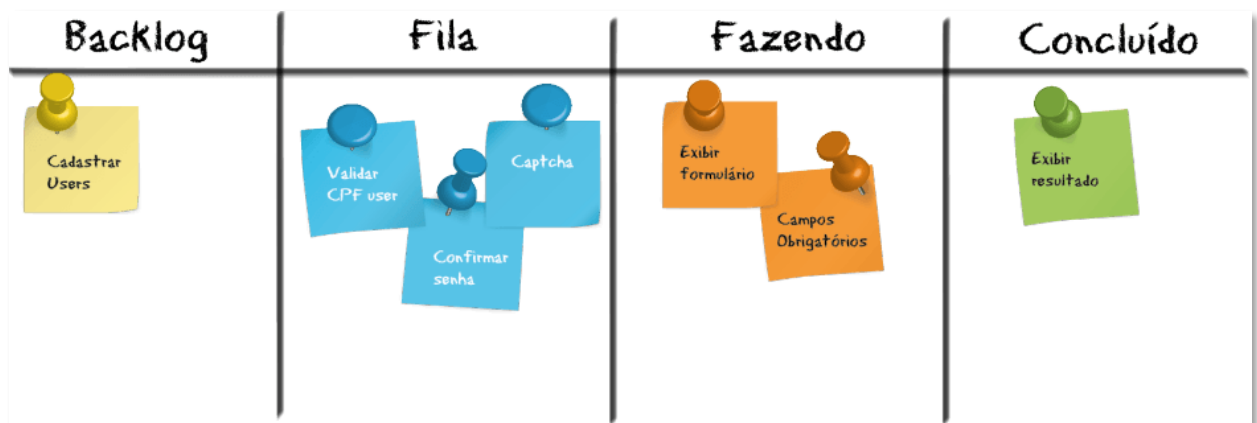 Backlog
Fila
Fazendo
Concluído
Cadastrar
Users
Validar
CPF user
Confirmar
senha
Captcha
Exibir
formulário
Campos
Obrigatórios
Exibir
resultado